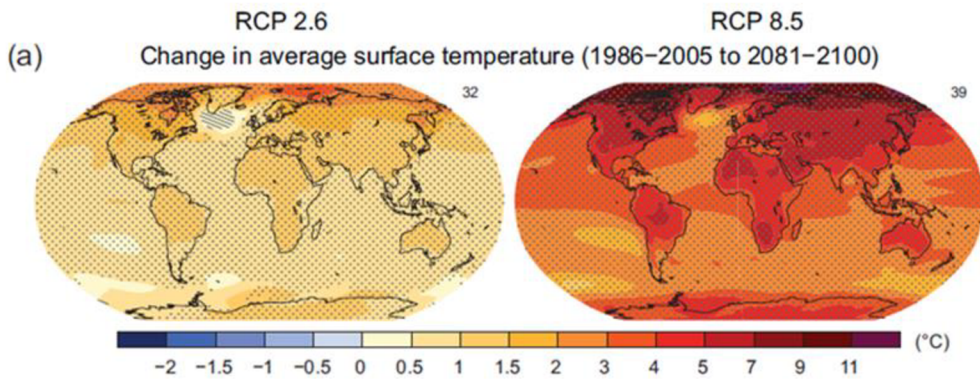 RCP 2.6 RCP 8.5
(a) Change in average surface temperature (1986−2005 to 2081−2100)
32 39
−2 −1.5 −1 −0.5 0 0.5 1 1.5 2 3 4 5 7 9 11 (°C)